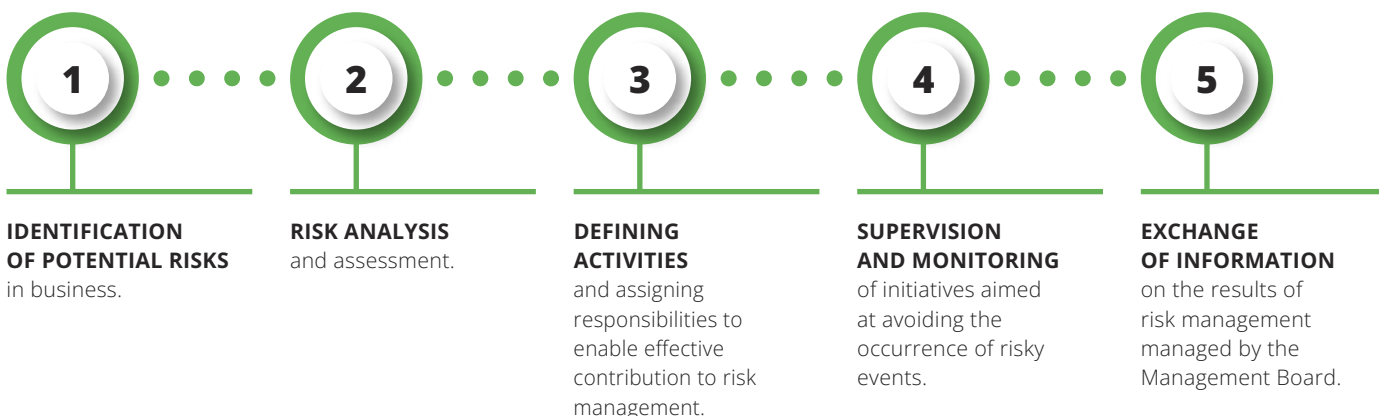 1
IDENTIFICATION
OF POTENTIAL RISKS
in business.
2
RISK ANALYSIS
and assessment.
3
DEFINING
ACTIVITIES
and assigning
responsibilities to
enable effective
contribution to risk
management.
4
SUPERVISION
AND MONITORING
of initiatives aimed
at avoiding the
occurrence of risky
events.
5
EXCHANGE
OF INFORMATION
on the results of
risk management
managed by the
Management Board.